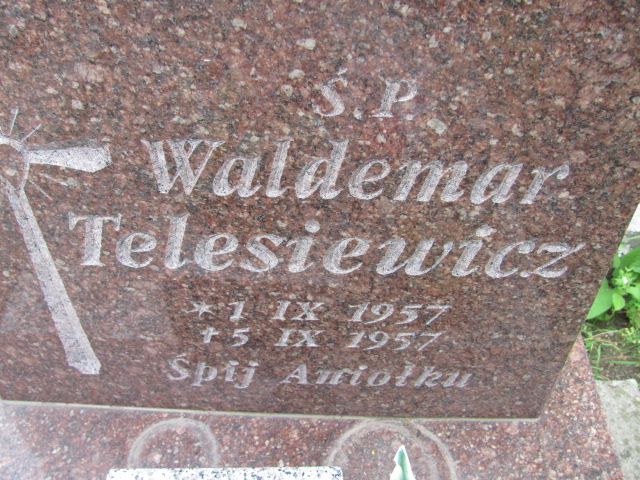 Ś.P.
Waldemar
Telesiewicz
* 1 IX 1957
† 5 IX 1957
Śpij Aniołku